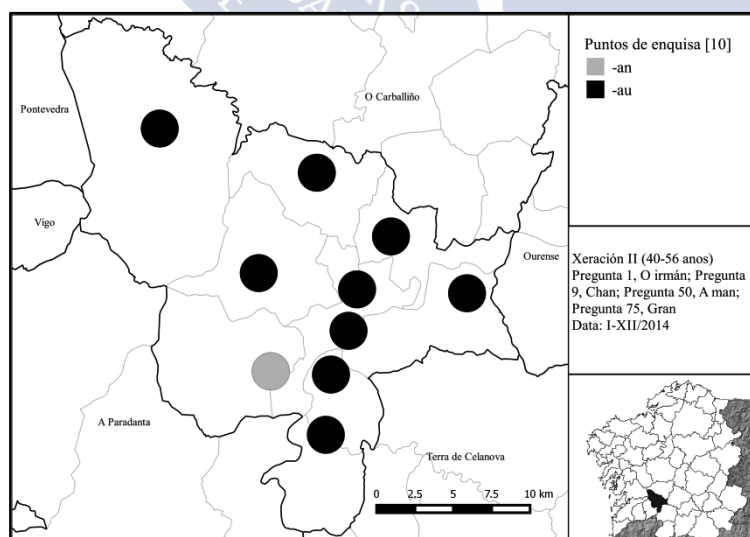 Puntos de enquisa [10]
-an
-au
O Carballiño
Pontevedra
Vigo
Ourense
A Paradanta
Terra de Celanova
0 2,5 5 7,5 10 km
Xeración II (40-56 anos)
Pregunta 1, O irmán; Pregunta
9, Chan; Pregunta 50, A man;
Pregunta 75, Gran
Data: I-XII/2014